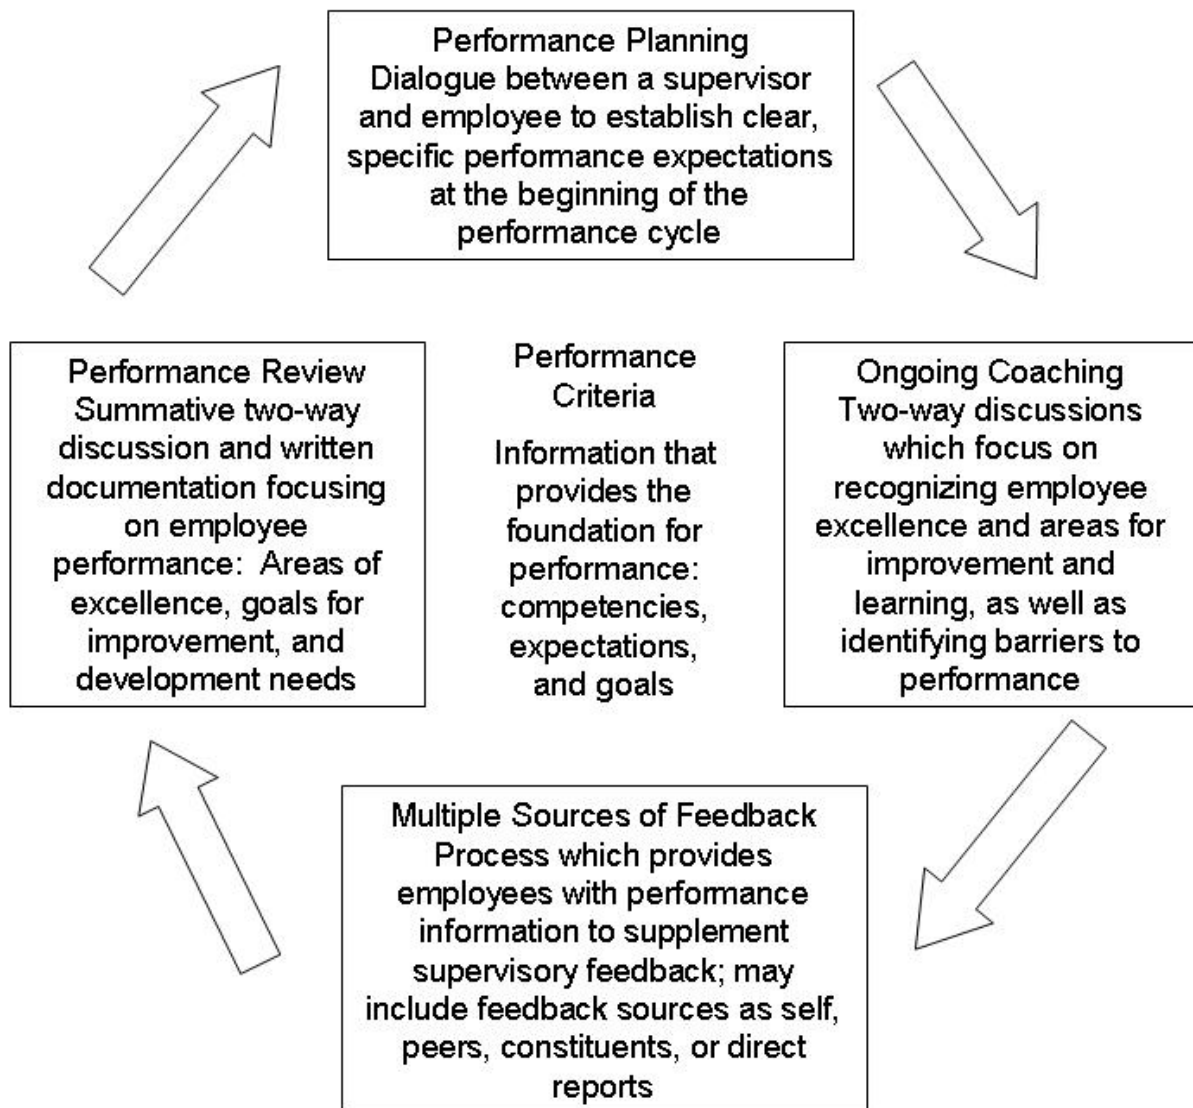 Performance Planning
Dialogue between a supervisor
and employee to establish clear,
specific performance expectations
at the beginning of the
performance cycle
Performance Review
Summative two-way
discussion and written
documentation focusing
on employee
performance:  Areas of
excellence, goals for
improvement, and
development needs
Performance
Criteria
Information that
provides the
foundation for
performance:
competencies,
expectations,
and goals
Ongoing Coaching
Two-way discussions
which focus on
recognizing employee
excellence and areas for
improvement and
learning, as well as
identifying barriers to
performance
Multiple Sources of Feedback
Process which provides
employees with performance
information to supplement
supervisory feedback; may
include feedback sources as self,
peers, constituents, or direct
reports